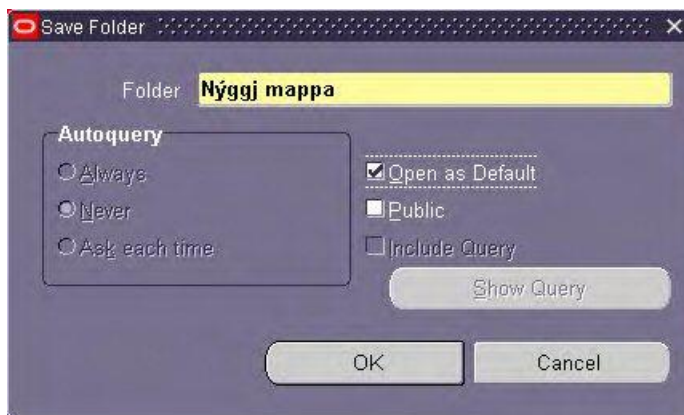 Save Folder
Folder Nýggj mappa
Autoquery
Always
Never
Ask each time
Open as Default
Public
Include Query
Show Query
OK
Cancel